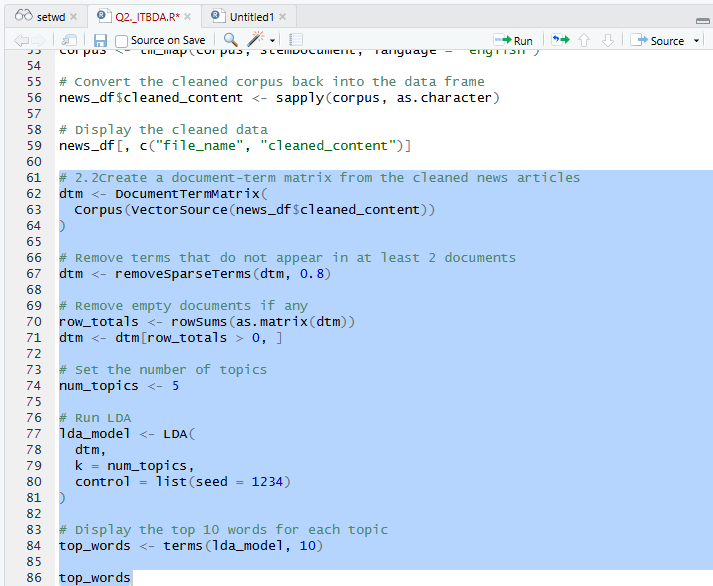 setwd
Q2._ITBDA.R*
Untitled1
Source on Save
Run
Source
53 corpus <- tm_map(corpus, stemDocument, language = "english")
54
55 # Convert the cleaned corpus back into the data frame
56 news_df$cleaned_content <- sapply(corpus, as.character)
57
58 # Display the cleaned data
59 news_df[, c("file_name", "cleaned_content")]
60
61 # 2.2Create a document-term matrix from the cleaned news articles
62 dtm <- DocumentTermMatrix(
63   Corpus(VectorSource(news_df$cleaned_content))
64 )
65
66 # Remove terms that do not appear in at least 2 documents
67 dtm <- removeSparseTerms(dtm, 0.8)
68
69 # Remove empty documents if any
70 row_totals <- rowSums(as.matrix(dtm))
71 dtm <- dtm[row_totals > 0, ]
72
73 # Set the number of topics
74 num_topics <- 5
75
76 # Run LDA
77 lda_model <- LDA(
78   dtm,
79   k = num_topics,
80   control = list(seed = 1234)
81 )
82
83 # Display the top 10 words for each topic
84 top_words <- terms(lda_model, 10)
85
86 top_words